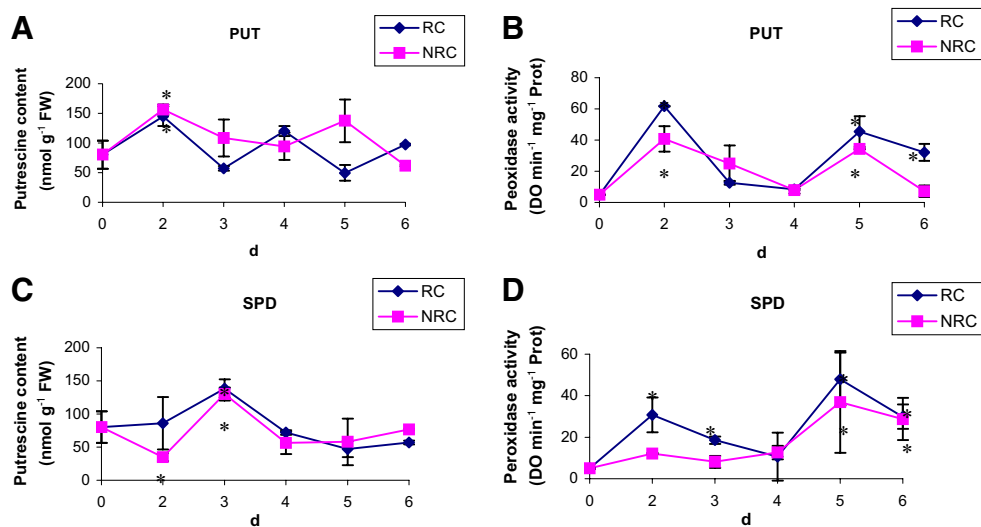 A
PUT
RC
NRC
Putrescine content
(nmol g-1 FW)
200
150
100
50
0
0 2 3 4 5 6
d
*
*
B
PUT
RC
NRC
Peoxidase activity
(DO min-1 mg-1 Prot)
80
60
40
20
0
0 2 3 4 5 6
d
*
*
*
*
C
SPD
RC
NRC
Putrescine content
(nmol g-1 FW)
200
150
100
50
0
0 2 3 4 5 6
d
*
*
*
D
SPD
RC
NRC
Peroxidase activity
(DO min-1 mg-1 Prot)
60
40
20
0
0 2 3 4 5 6
d
*
*
*
*
*
*